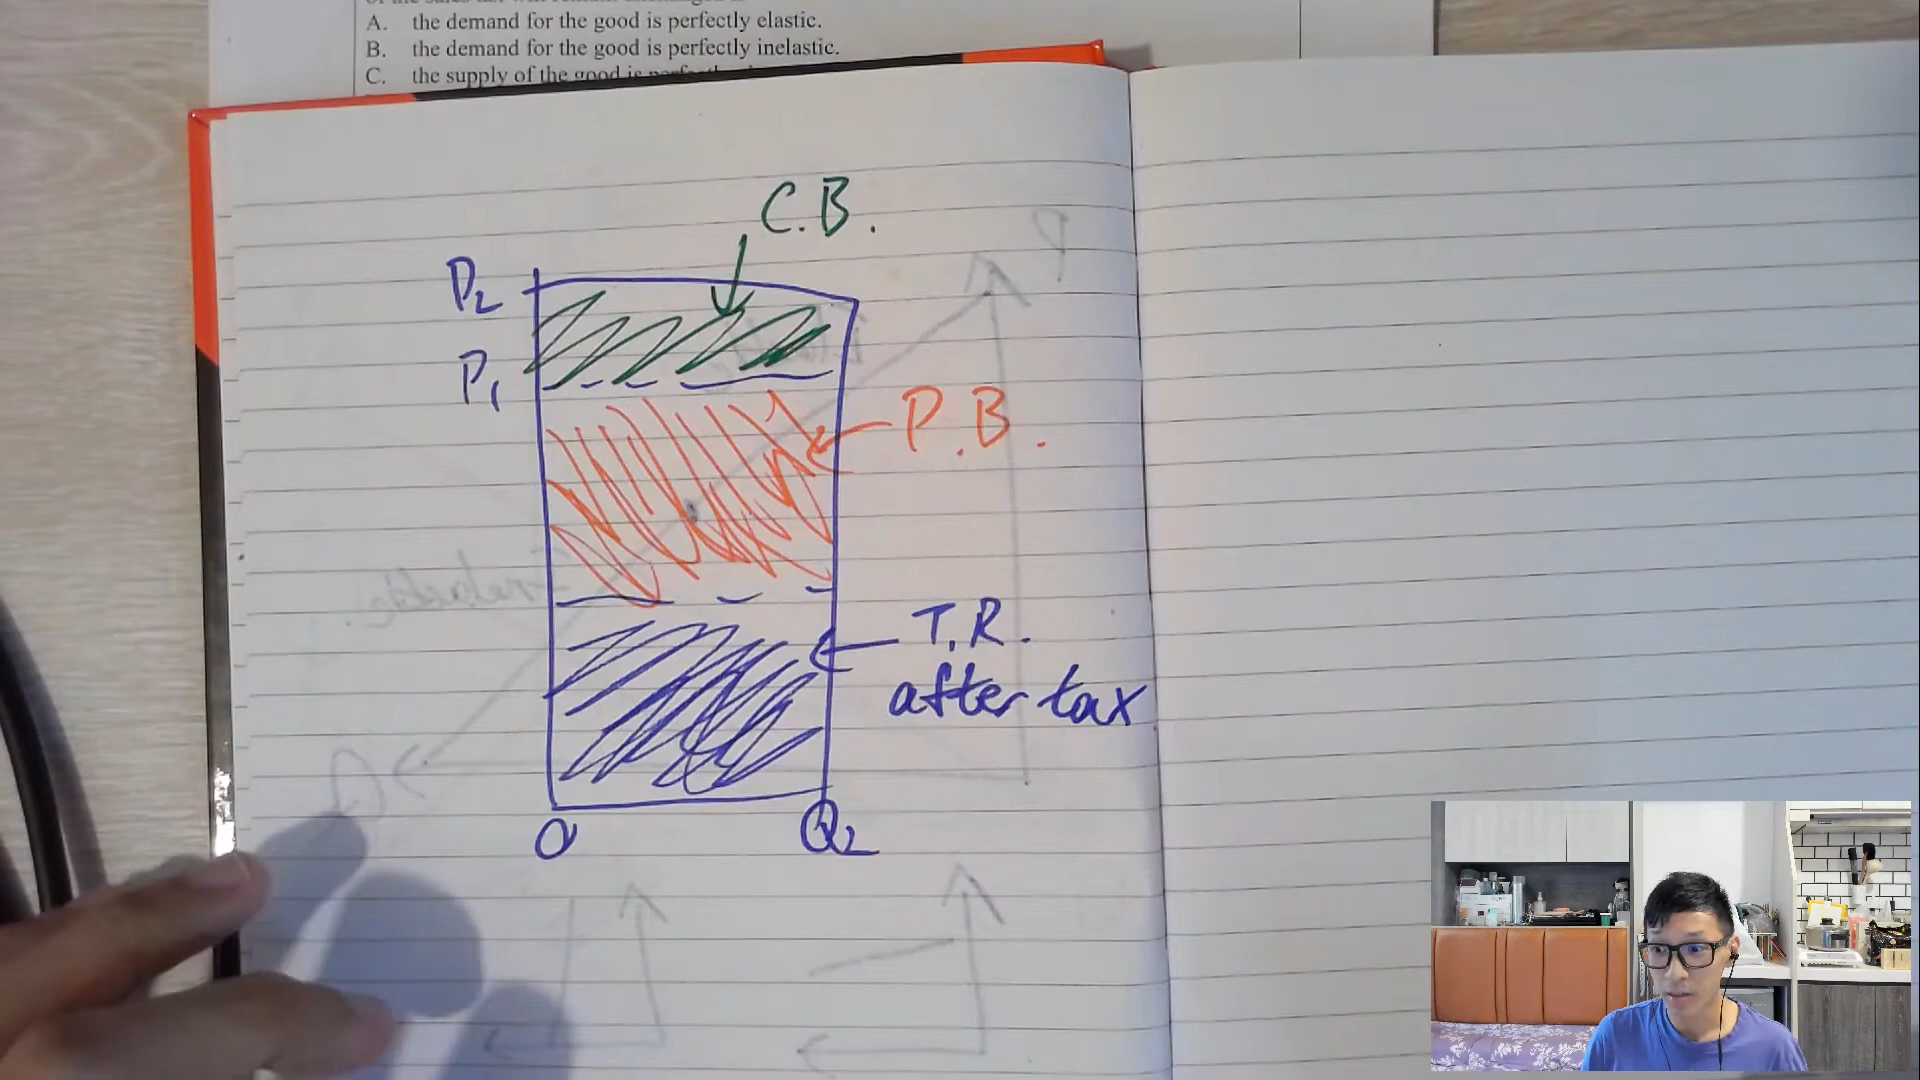 A. the demand for the good is perfectly elastic.
B. the demand for the good is perfectly inelastic.
C. the supply of the good is
C.B.
P2
P1
P.B.
T.R.
after tax
O
Q2